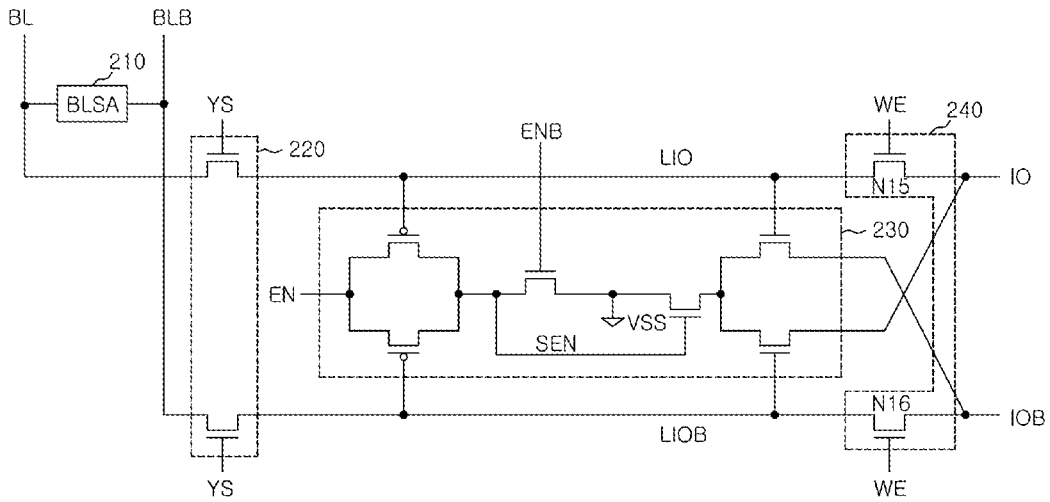 BL
BLB
210
BLSA
YS
220
ENB
LIO
WE
240
N15
IO
230
EN
VSS
SEN
N16
IOB
LIOB
YS
WE